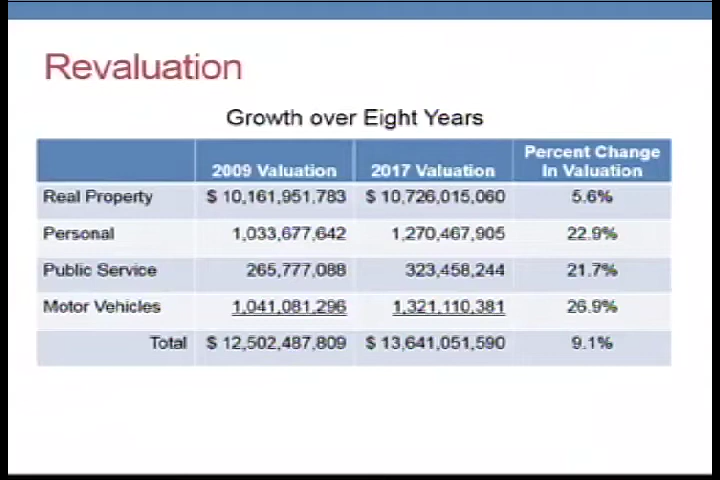 Revaluation
Growth over Eight Years
2009 Valuation 2017 Valuation Percent Change In Valuation
Real Property $ 10,161,951,783 $ 10,726,015,060 5.6%
Personal 1,033,677,642 1,270,467,905 22.9%
Public Service 265,777,088 323,458,244 21.7%
Motor Vehicles 1,041,081,296 1,321,110,381 26.9%
Total $ 12,502,487,809 $ 13,641,051,590 9.1%